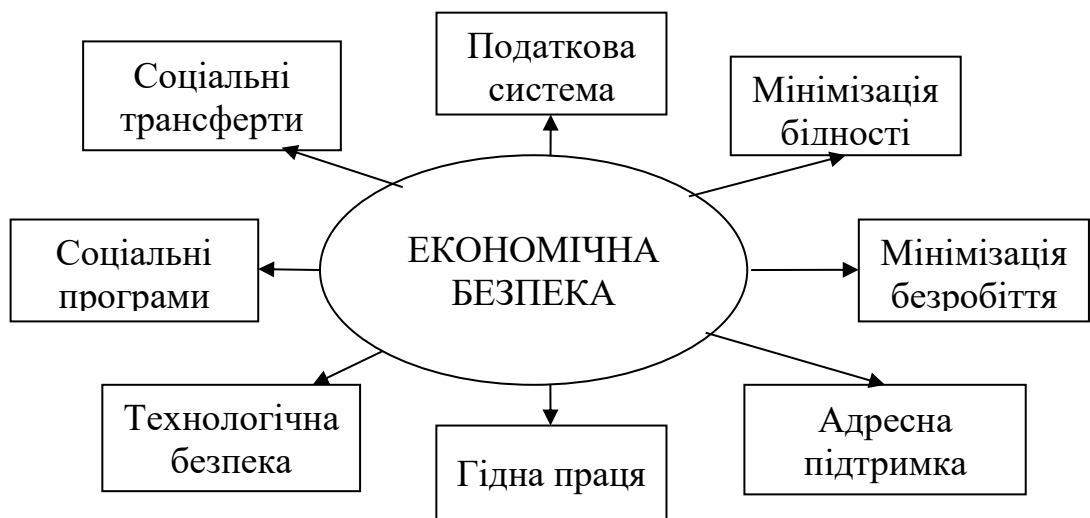 Податкова
система
Соціальні
трансферти
Мінімізація
бідності
Соціальні
програми
ЕКОНОМІЧНА
БЕЗПЕКА
Мінімізація
безробіття
Технологічна
безпека
Гідна праця
Адресна
підтримка